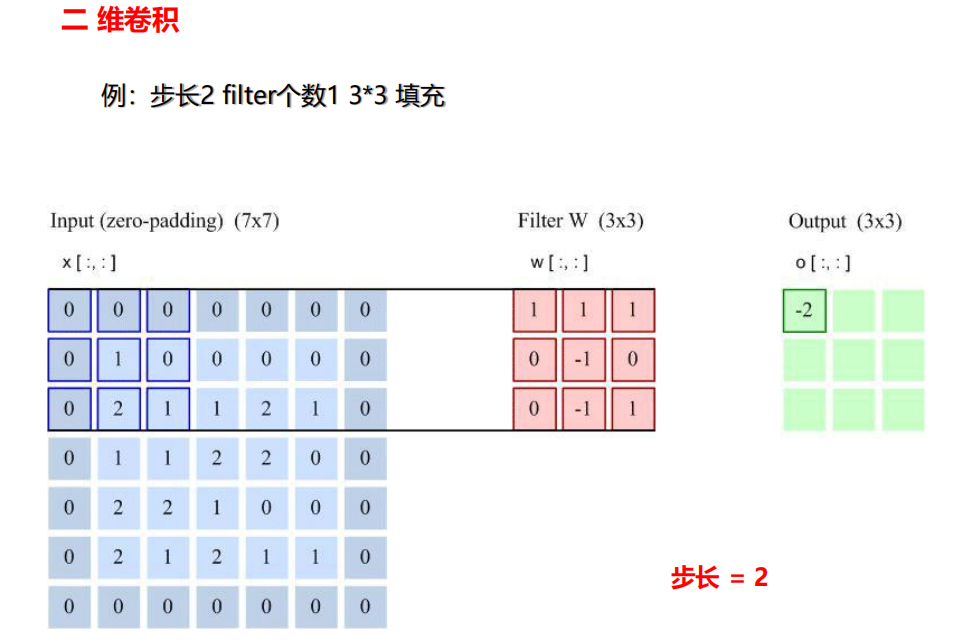 二 维卷积
例：步长2 filter个数1 3*3 填充
Input (zero-padding) (7x7) Filter W (3x3) Output (3x3)
x [ :, : ] w [ :, : ] o [ :, : ]
0 0 0 0 0 0 0 1 1 1 -2
0 1 0 0 0 0 0 0 -1 0
0 2 1 1 2 1 0 0 -1 1
0 1 1 2 2 0 0
0 2 2 1 0 0 0
0 2 1 2 1 1 0
步长 = 2
0 0 0 0 0 0 0